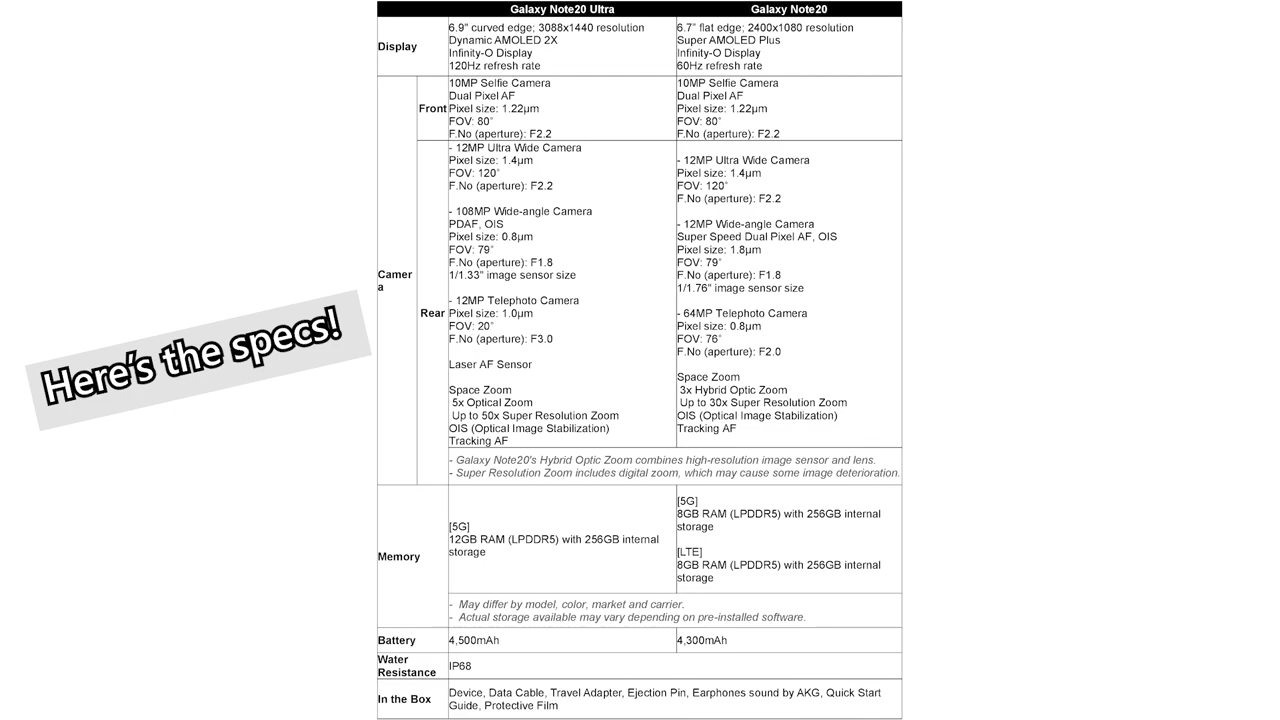 Here's the specs!
Galaxy Note20 Ultra
Galaxy Note20
Display
6.9" curved edge; 3088x1440 resolution
Dynamic AMOLED 2X
Infinity-O Display
120Hz refresh rate
6.7" flat edge; 2400x1080 resolution
Super AMOLED Plus
Infinity-O Display
60Hz refresh rate
Camer
a
Front
10MP Selfie Camera
Dual Pixel AF
Pixel size: 1.22μm
FOV: 80˚
F.No (aperture): F2.2
10MP Selfie Camera
Dual Pixel AF
Pixel size: 1.22μm
FOV: 80˚
F.No (aperture): F2.2
Rear
- 12MP Ultra Wide Camera
Pixel size: 1.4μm
FOV: 120˚
F.No (aperture): F2.2
- 108MP Wide-angle Camera
PDAF, OIS
Pixel size: 0.8μm
FOV: 79˚
F.No (aperture): F1.8
1/1.33" image sensor size
- 12MP Telephoto Camera
Pixel size: 1.0μm
FOV: 20˚
F.No (aperture): F3.0
Laser AF Sensor
Space Zoom
5x Optical Zoom
Up to 50x Super Resolution Zoom
OIS (Optical Image Stabilization)
Tracking AF
- 12MP Ultra Wide Camera
Pixel size: 1.4μm
FOV: 120˚
F.No (aperture): F2.2
- 12MP Wide-angle Camera
Super Speed Dual Pixel AF, OIS
Pixel size: 1.8μm
FOV: 79˚
F.No (aperture): F1.8
1/1.76" image sensor size
- 64MP Telephoto Camera
Pixel size: 0.8μm
FOV: 76˚
F.No (aperture): F2.0
Space Zoom
3x Hybrid Optic Zoom
Up to 30x Super Resolution Zoom
OIS (Optical Image Stabilization)
Tracking AF
- Galaxy Note20's Hybrid Optic Zoom combines high-resolution image sensor and lens.
- Super Resolution Zoom includes digital zoom, which may cause some image deterioration.
Memory
[5G]
12GB RAM (LPDDR5) with 256GB internal
storage
[5G]
8GB RAM (LPDDR5) with 256GB internal
storage
[LTE]
8GB RAM (LPDDR5) with 256GB internal
storage
- May differ by model, color, market and carrier.
- Actual storage available may vary depending on pre-installed software.
Battery
4,500mAh
4,300mAh
Water
Resistance
IP68
In the Box
Device, Data Cable, Travel Adapter, Ejection Pin, Earphones sound by AKG, Quick Start
Guide, Protective Film